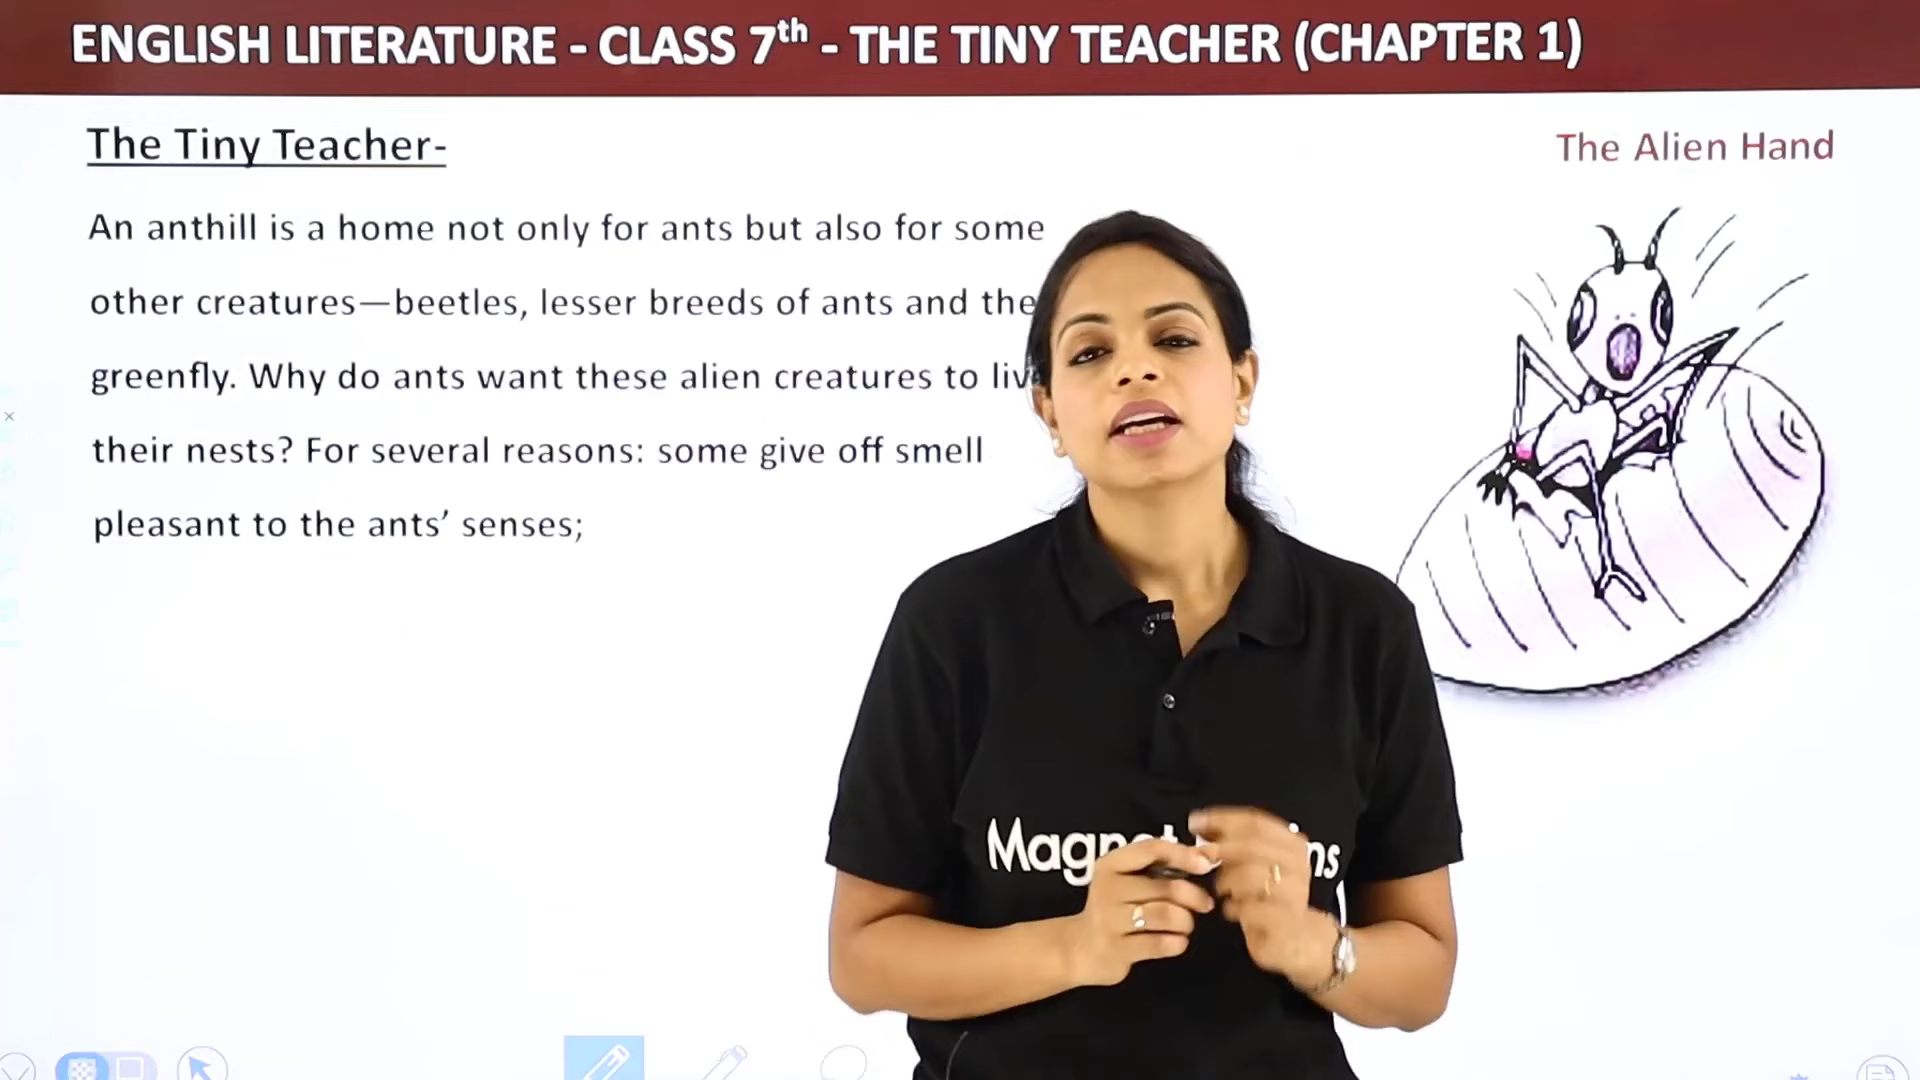 ENGLISH LITERATURE - CLASS 7th - THE TINY TEACHER (CHAPTER 1)
The Tiny Teacher-
The Alien Hand
An anthill is a home not only for ants but also for some
other creatures—beetles, lesser breeds of ants and the
greenfly. Why do ants want these alien creatures to
their nests? For several reasons: some give off smell
pleasant to the ants’ senses;